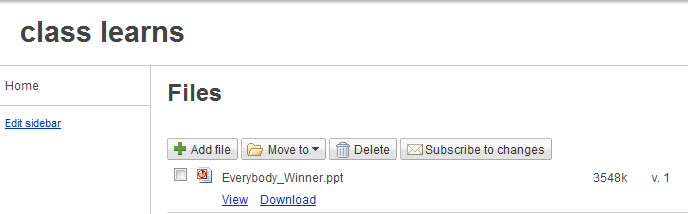 class learns
Home
Files
Edit sidebar
Add file Move to Delete Subscribe to changes
Everybody_Winner.ppt 3548k v. 1
View Download